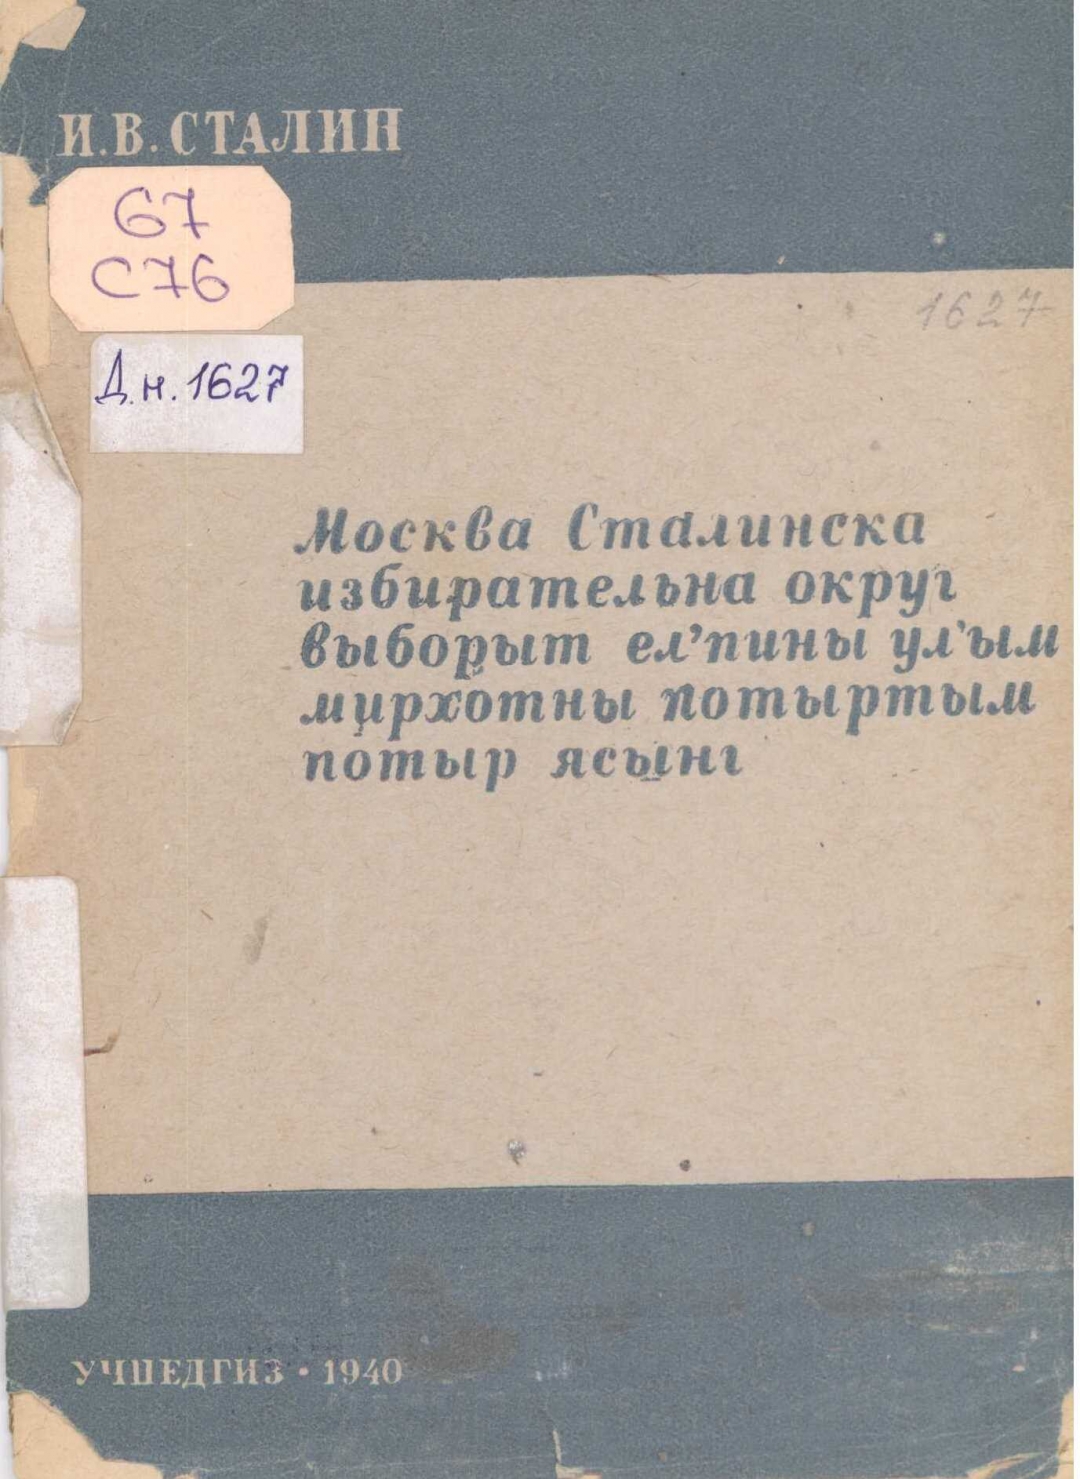 И.В. СТАЛИН
67
С76
Д.н. 1627
1627
Москва Сталинска
избирательна округ
выборыт ел’пины ул’ым
мирхотны потыртым
потыр ясынг
УЧПЕДГИЗ • 1940